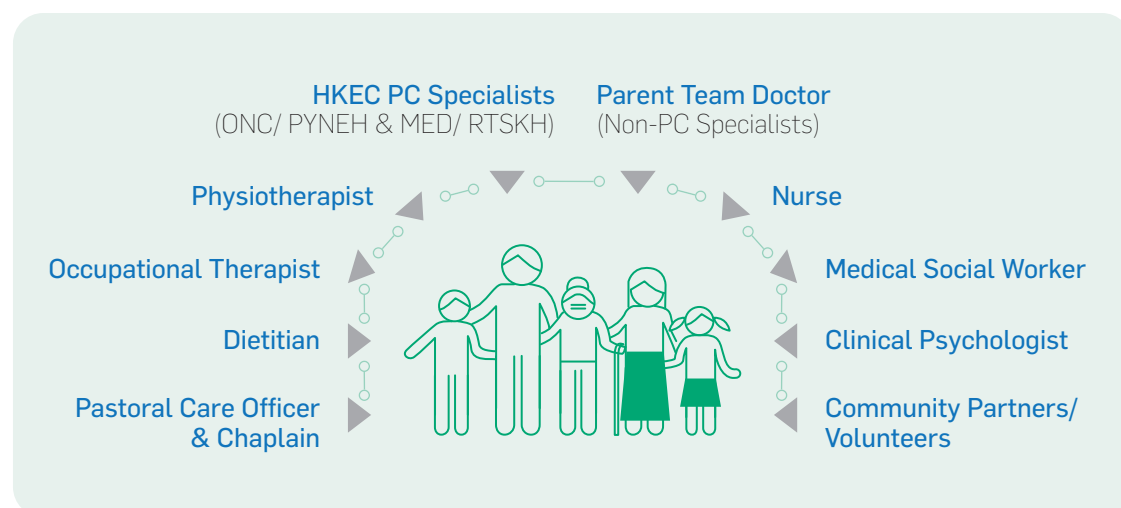 HKEC PC Specialists
(ONC/ PYNEH & MED/ RTSKH)
Parent Team Doctor
(Non-PC Specialists)
Physiotherapist
Nurse
Occupational Therapist
Medical Social Worker
Dietitian
Clinical Psychologist
Pastoral Care Officer
& Chaplain
Community Partners/
Volunteers